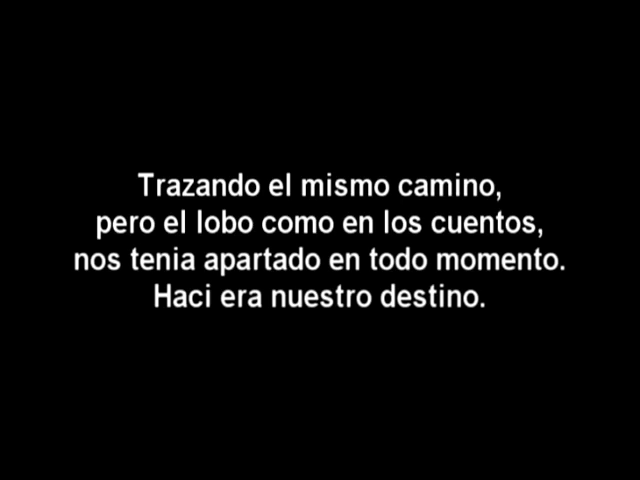 Trazando el mismo camino,
pero el lobo como en los cuentos,
nos tenia apartado en todo momento.
Haci era nuestro destino.